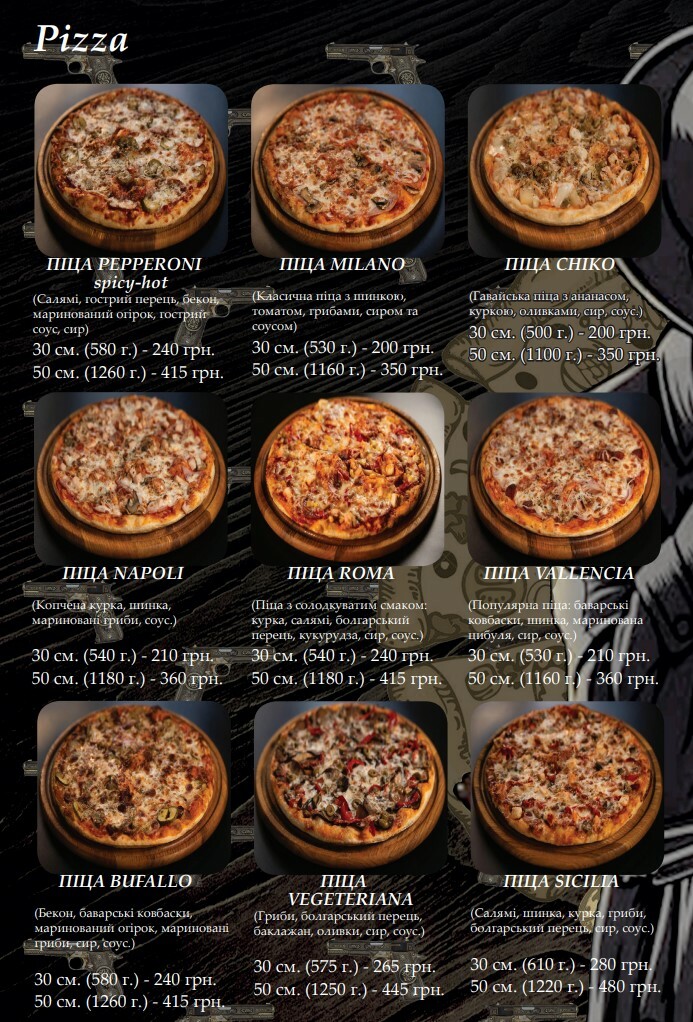 Pizza
ПІЦА PEPPERONI
spicy-hot
(Салямі, гострий перець, бекон,
маринований огірок, гострий
соус, сир)
30 см. (580 г.) - 240 грн.
50 см. (1260 г.) - 415 грн.
ПІЦА MILANO
(Класична піца з шинкою,
томатом, грибами, сиром та
соусом)
30 см. (530 г.) - 200 грн.
50 см. (1160 г.) - 350 грн.
ПІЦА CHIKO
(Гавайська піца з ананасом,
куркою, оливками, сир, соус.)
30 см. (500 г.) - 200 грн.
50 см. (1100 г.) - 350 грн.
ПІЦА NAPOLI
(Копчена курка, шинка,
мариновані гриби, соус.)
30 см. (540 г.) - 210 грн.
50 см. (1180 г.) - 360 грн.
ПІЦА ROMA
(Піца з солодкуватим смаком:
курка, салямі, болгарський
перець, кукурудза, сир, соус.)
30 см. (540 г.) - 240 грн.
50 см. (1180 г.) - 415 грн.
ПІЦА VALLENCIA
(Популярна піца: баварські
ковбаски, шинка, маринована
цибуля, сир, соус.)
30 см. (530 г.) - 210 грн.
50 см. (1160 г.) - 360 грн.
ПІЦА BUFALLO
(Бекон, баварські ковбаски,
маринований огірок, мариновані
гриби, сир, соус.)
30 см. (580 г.) - 240 грн.
50 см. (1260 г.) - 415 грн.
ПІЦА
VEGETERIANA
(Гриби, болгарський перець,
баклажан, оливки, сир, соус.)
30 см. (575 г.) - 265 грн.
50 см. (1250 г.) - 445 грн.
ПІЦА SICILIA
(Салямі, шинка, курка, гриби,
болгарський перець, сир, соус.)
30 см. (610 г.) - 280 грн.
50 см. (1220 г.) - 480 грн.